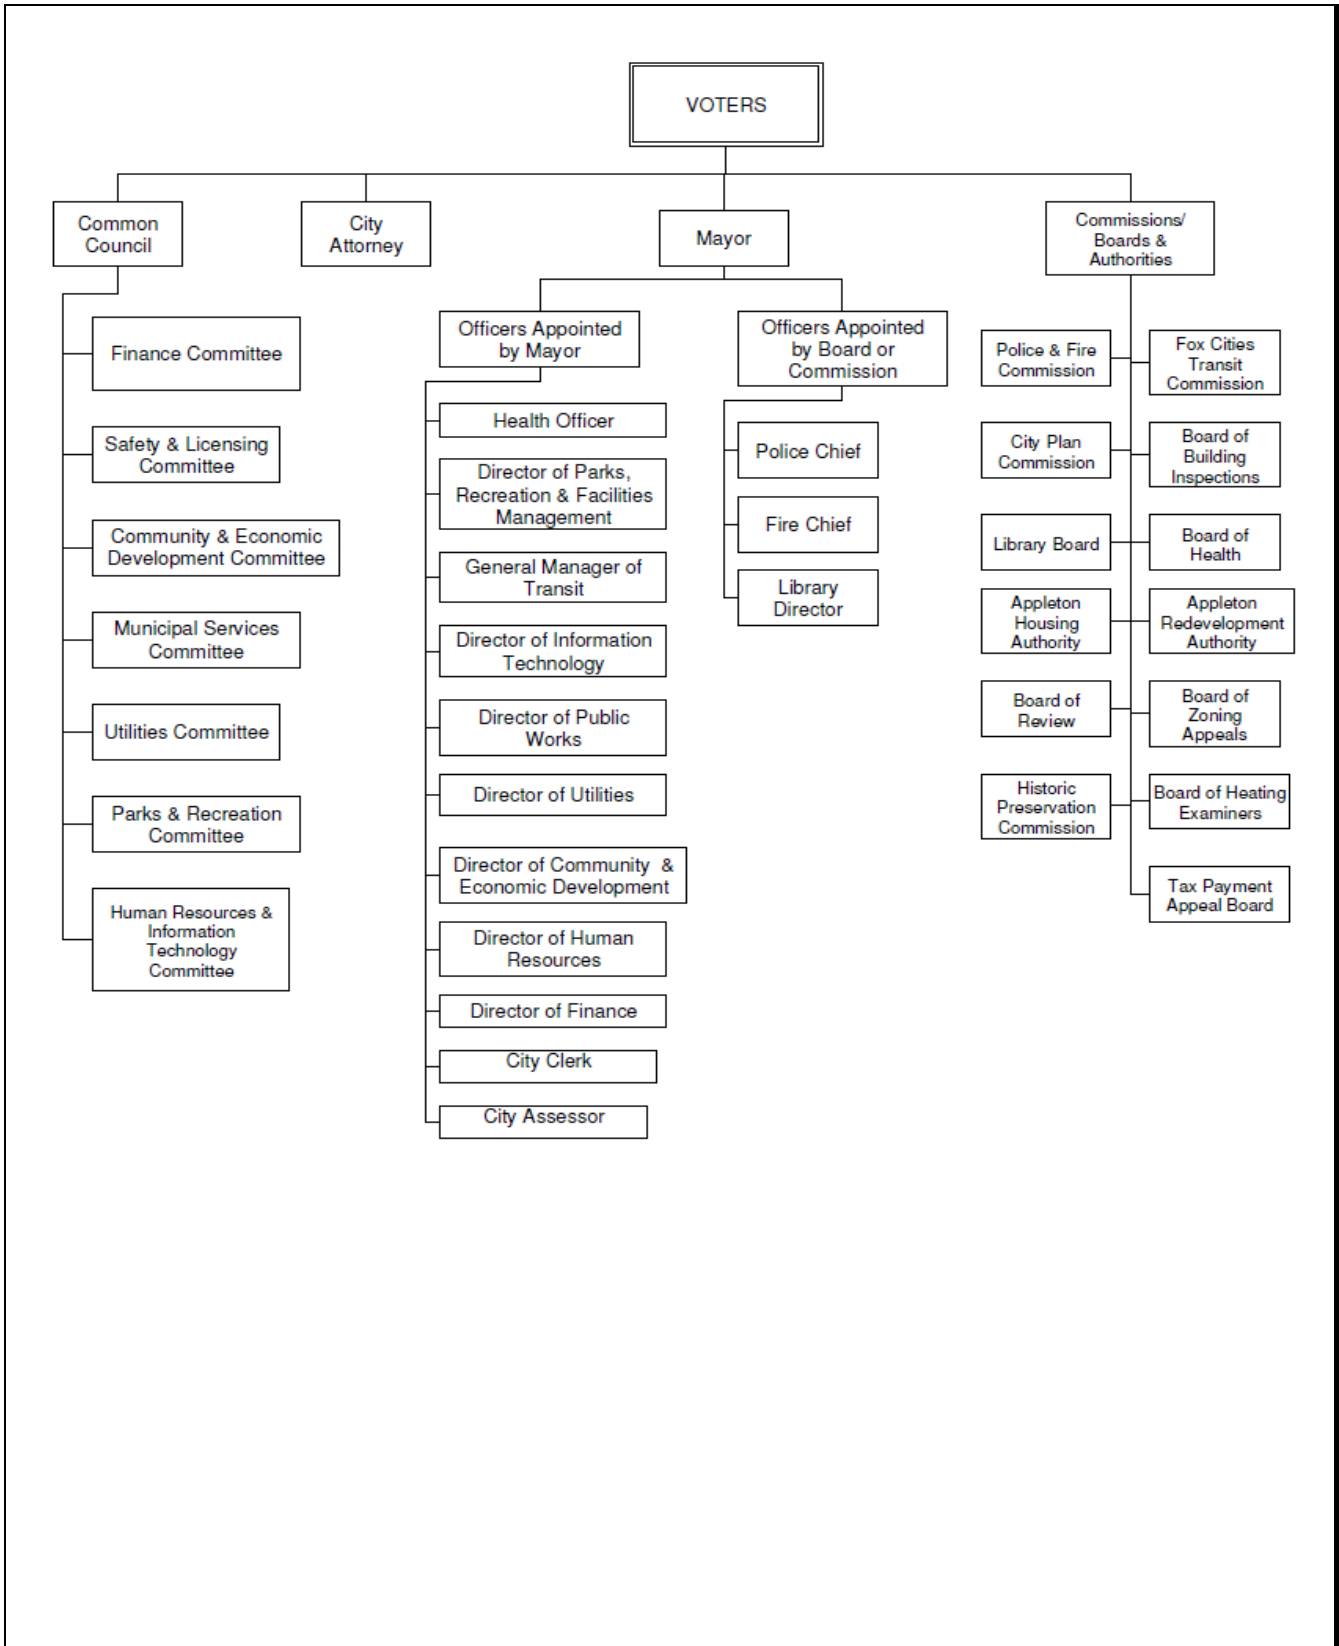 VOTERS
Common
Council
City
Attorney
Mayor
Commissions/
Boards &
Authorities
Finance Committee
Safety & Licensing
Committee
Community & Economic
Development Committee
Municipal Services
Committee
Utilities Committee
Parks & Recreation
Committee
Human Resources &
Information
Technology
Committee
Officers Appointed
by Mayor
Health Officer
Director of Parks,
Recreation & Facilities
Management
General Manager of
Transit
Director of Information
Technology
Director of Public
Works
Director of Utilities
Director of Community &
Economic Development
Director of Human
Resources
Director of Finance
City Clerk
City Assessor
Officers Appointed
by Board or
Commission
Police Chief
Fire Chief
Library
Director
Police & Fire
Commission
Fox Cities
Transit
Commission
City Plan
Commission
Board of
Building
Inspections
Library Board
Board of
Health
Appleton
Housing
Authority
Appleton
Redevelopment
Authority
Board of
Review
Board of
Zoning
Appeals
Historic
Preservation
Commission
Board of Heating
Examiners
Tax Payment
Appeal Board